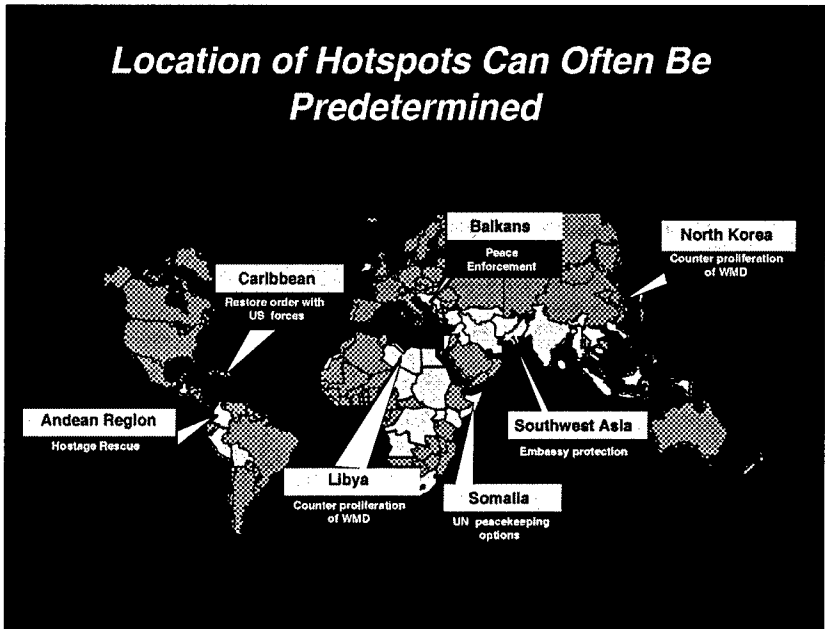 Location of Hotspots Can Often Be
Predetermined
Balkans
Peace
Enforcement
North Korea
Counter proliferation
of WMD
Caribbean
Restore order with
US forces
Andean Region
Hostage Rescue
Southwest Asia
Embassy protection
Libya
Counter proliferation
of WMD
Somalia
UN peacekeeping
options